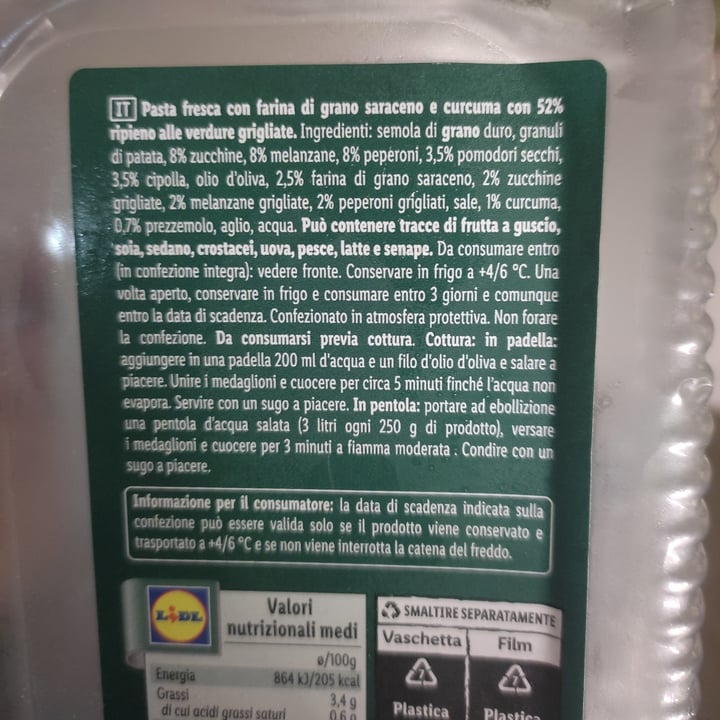 IT Pasta fresca con farina di grano saraceno e curcuma con 52%
ripieno alle verdure grigliate. Ingredienti: semola di grano duro, granuli
di patata, 8% zucchine, 8% melanzane, 8% peperoni, 3,5% pomodori secchi,
3,5% cipolla, olio d'oliva, 2,5% farina di grano saraceno, 2% zucchine
grigliate, 2% melanzane grigliate, 2% peperoni grigliati, sale, 1% curcuma,
0,7% prezzemolo, aglio, acqua. Può contenere tracce di frutta a guscio,
soia, sedano, crostacei, uova, pesce, latte e senape. Da consumare entro
(in confezione integra): vedere fronte. Conservare in frigo a +4/6 °C. Una
volta aperto, conservare in frigo e consumare entro 3 giorni e comunque
entro la data di scadenza. Confezionato in atmosfera protettiva. Non forare
la confezione. Da consumarsi previa cottura. Cottura: in padella:
aggiungere in una padella 200 ml d'acqua e un filo d'olio d'oliva e salare a
piacere. Unire i medaglioni e cuocere per circa 5 minuti finché l'acqua non
evapora. Servire con un sugo a piacere. In pentola: portare ad ebollizione
una pentola d'acqua salata (3 litri ogni 250 g di prodotto), versare
i medaglioni e cuocere per 3 minuti a fiamma moderata . Condire con un
sugo a piacere.
Informazione per il consumatore: la data di scadenza indicata sulla
confezione può essere valida solo se il prodotto viene conservato e
trasportato a +4/6 °C e se non viene interrotta la catena del freddo.
LIDL
Valori
nutrizionali medi
ø/100g
Energia 864 kJ/205 kcal
Grassi 3,4 g
di cui acidi grassi saturi 0,6 g
SMALTIRE SEPARATAMENTE
Vaschetta Film
7 7
Plastica Plastica